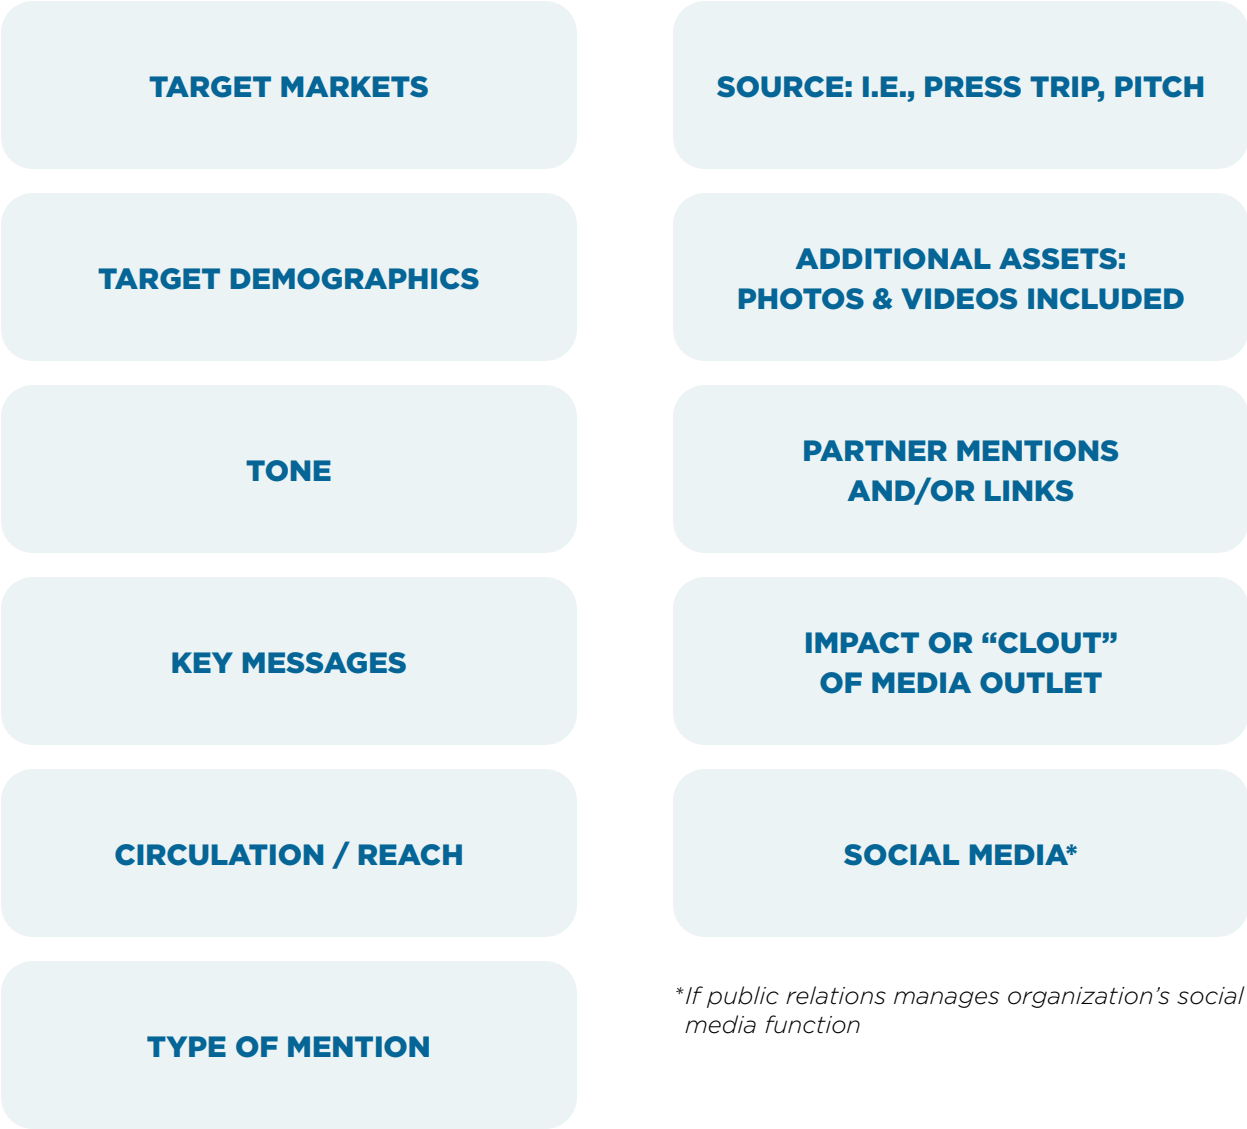 TARGET MARKETS
TARGET DEMOGRAPHICS
TONE
KEY MESSAGES
CIRCULATION / REACH
TYPE OF MENTION
SOURCE: I.E., PRESS TRIP, PITCH
ADDITIONAL ASSETS:
PHOTOS & VIDEOS INCLUDED
PARTNER MENTIONS
AND/OR LINKS
IMPACT OR “CLOUT”
OF MEDIA OUTLET
SOCIAL MEDIA*
*If public relations manages organization’s social
media function